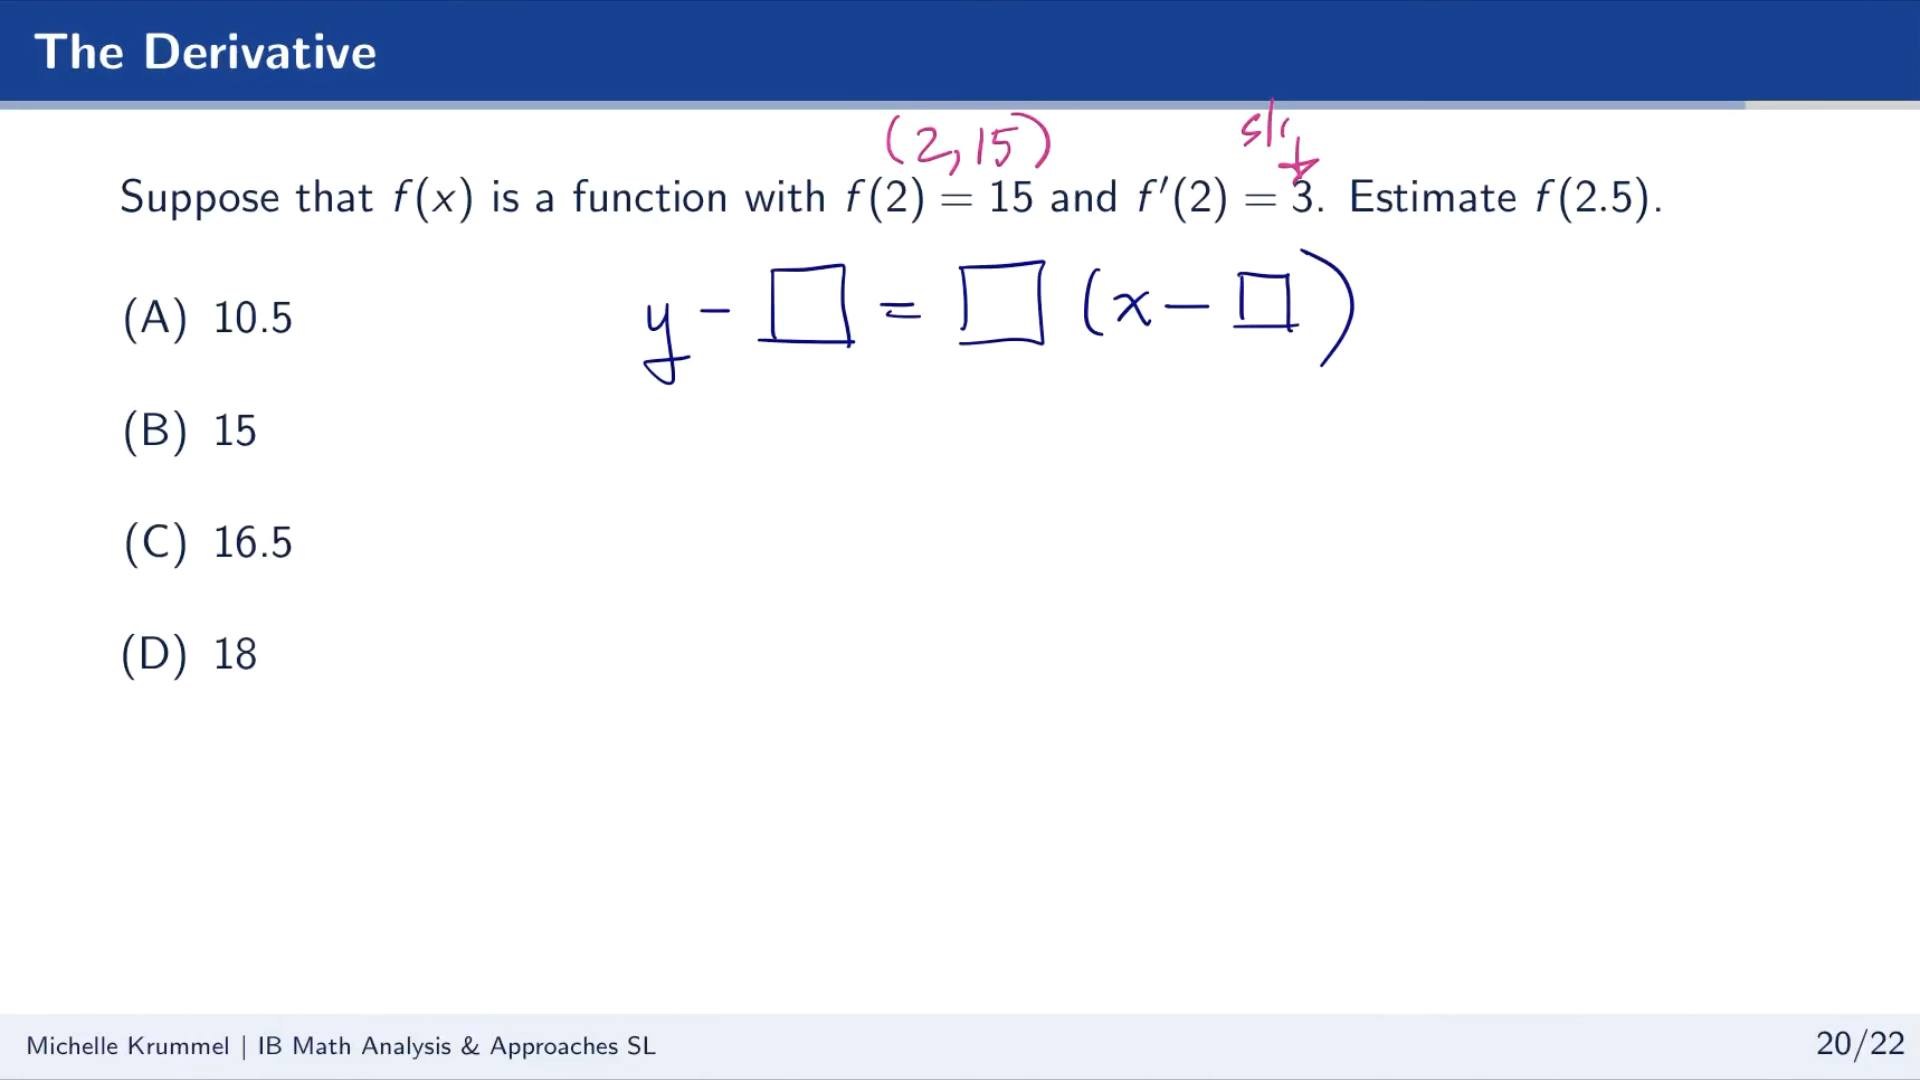 The Derivative
(2,15)
Suppose that f(x) is a function with f(2) = 15 and f′(2) = 3. Estimate f(2.5).
y - □ = □ (x - □)
(A) 10.5
(B) 15
(C) 16.5
(D) 18
Michelle Krummel | IB Math Analysis & Approaches SL
20/22